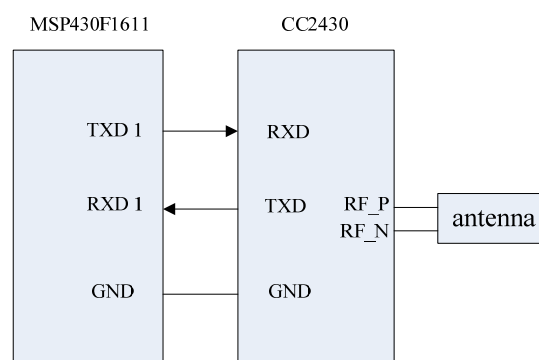 MSP430F1611
CC2430
TXD 1
RXD
RXD 1
TXD
RF_P
RF_N
antenna
GND
GND